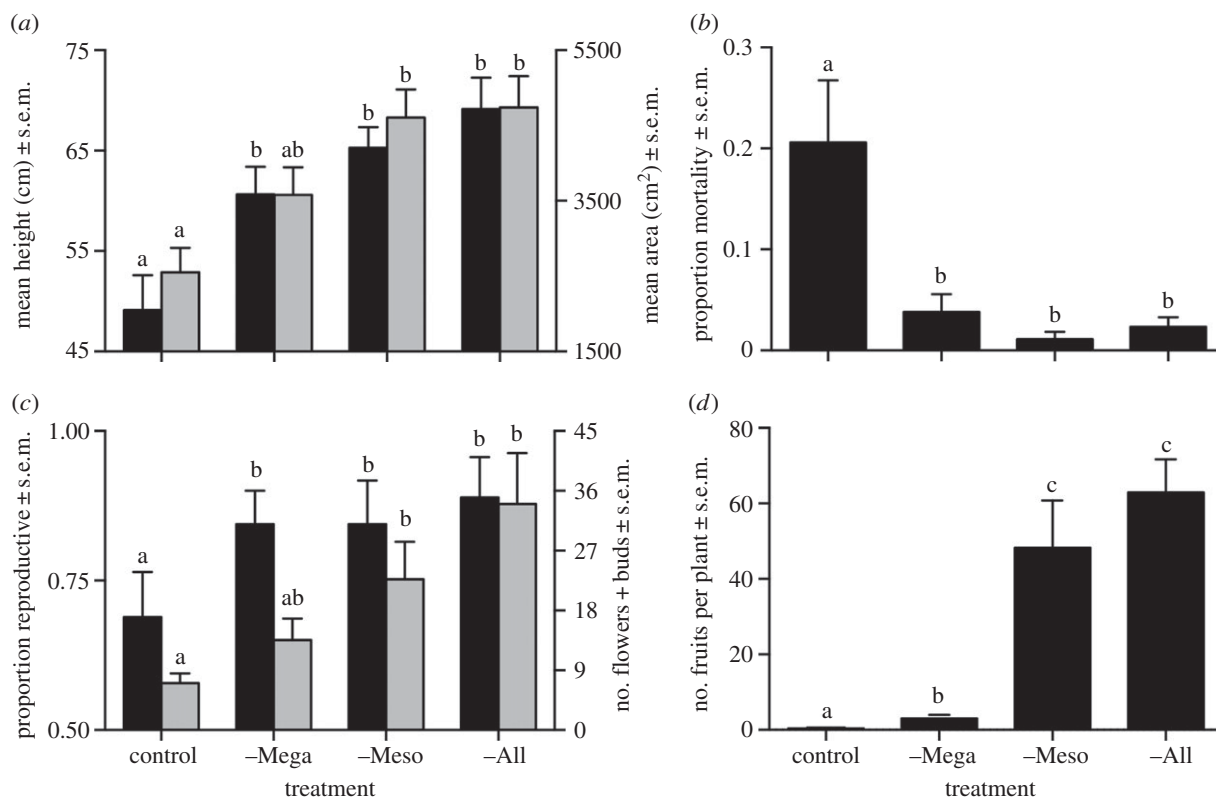 (a)
75
65
55
45
mean height (cm) ± s.e.m.
a
a
b
ab
b
b
b
b
5500
3500
1500
mean area (cm²) ± s.e.m.
(b)
0.3
0.2
0.1
0
proportion mortality ± s.e.m.
a
b
b
b
(c)
1.00
0.75
0.50
proportion reproductive ± s.e.m.
a
a
b
ab
b
b
b
b
45
36
27
18
9
0
no. flowers + buds ± s.e.m.
control
–Mega
–Meso
–All
treatment
(d)
80
60
40
20
0
no. fruits per plant ± s.e.m.
a
b
c
c
control
–Mega
–Meso
–All
treatment